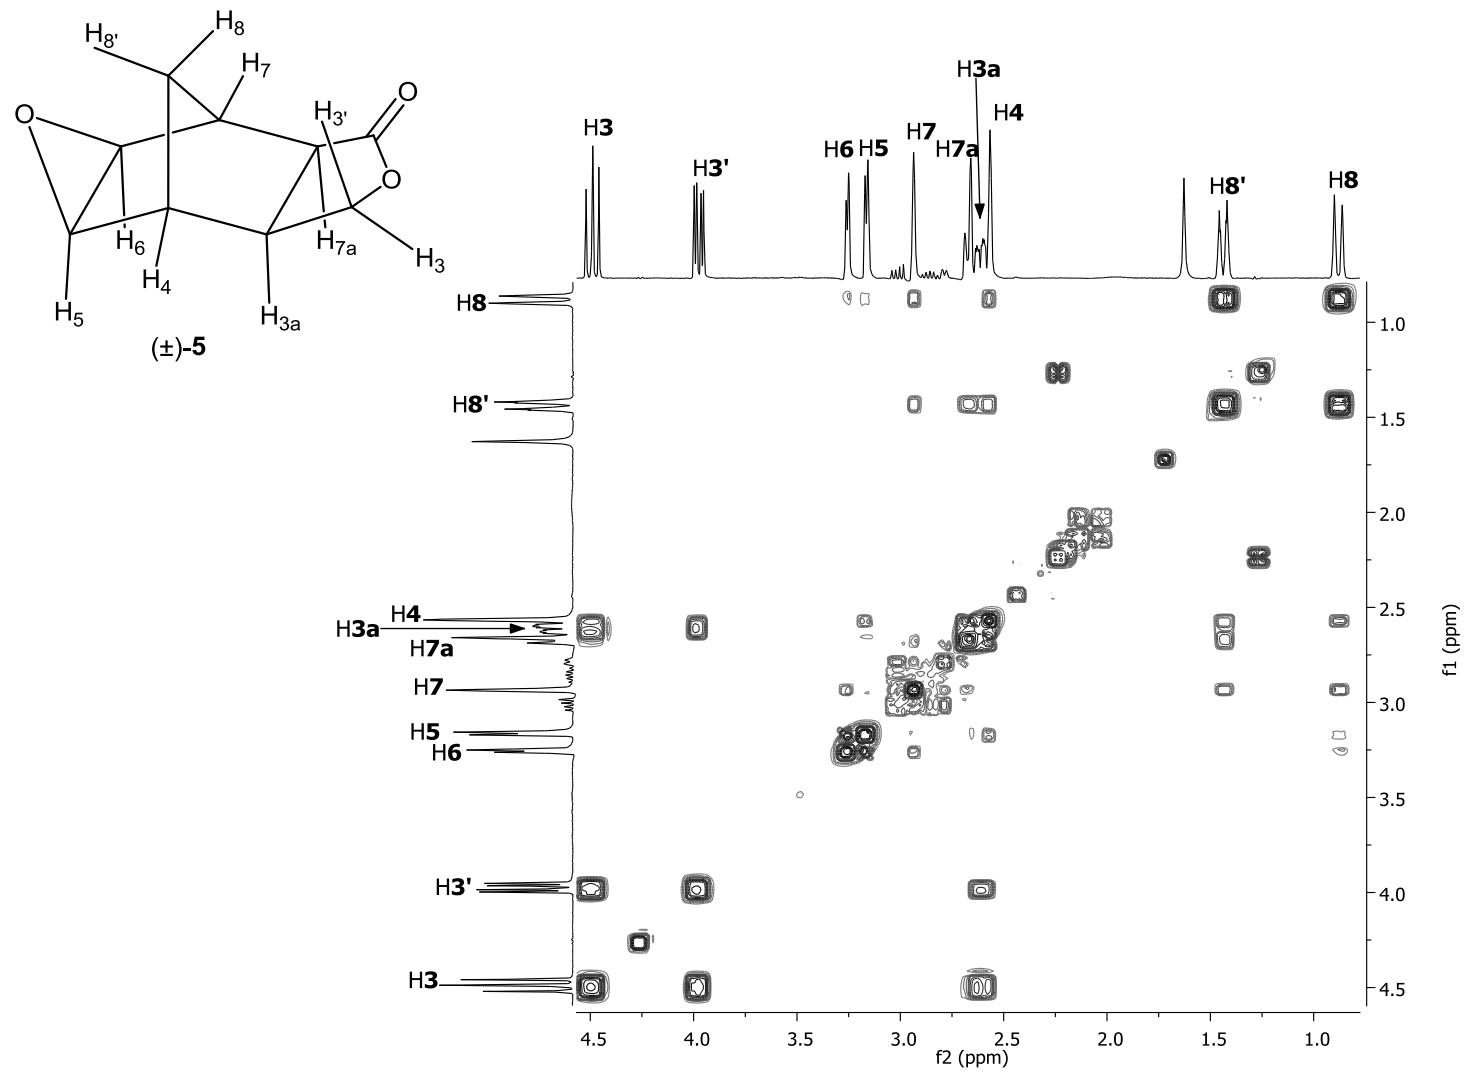 H8' H8
H7
O H3' O
O
H6 H7a H3
H4
H5 H3a
(±)-5
H3a
H3 H4
H7
H6 H5 H7a
H3' H8' H8
H8
H8'
H4
H3a
H7a
H7
H5
H6
H3'
H3
1.0
1.5
2.0
2.5
3.0
3.5
4.0
4.5
f1 (ppm)
4.5 4.0 3.5 3.0 2.5 2.0 1.5 1.0
f2 (ppm)